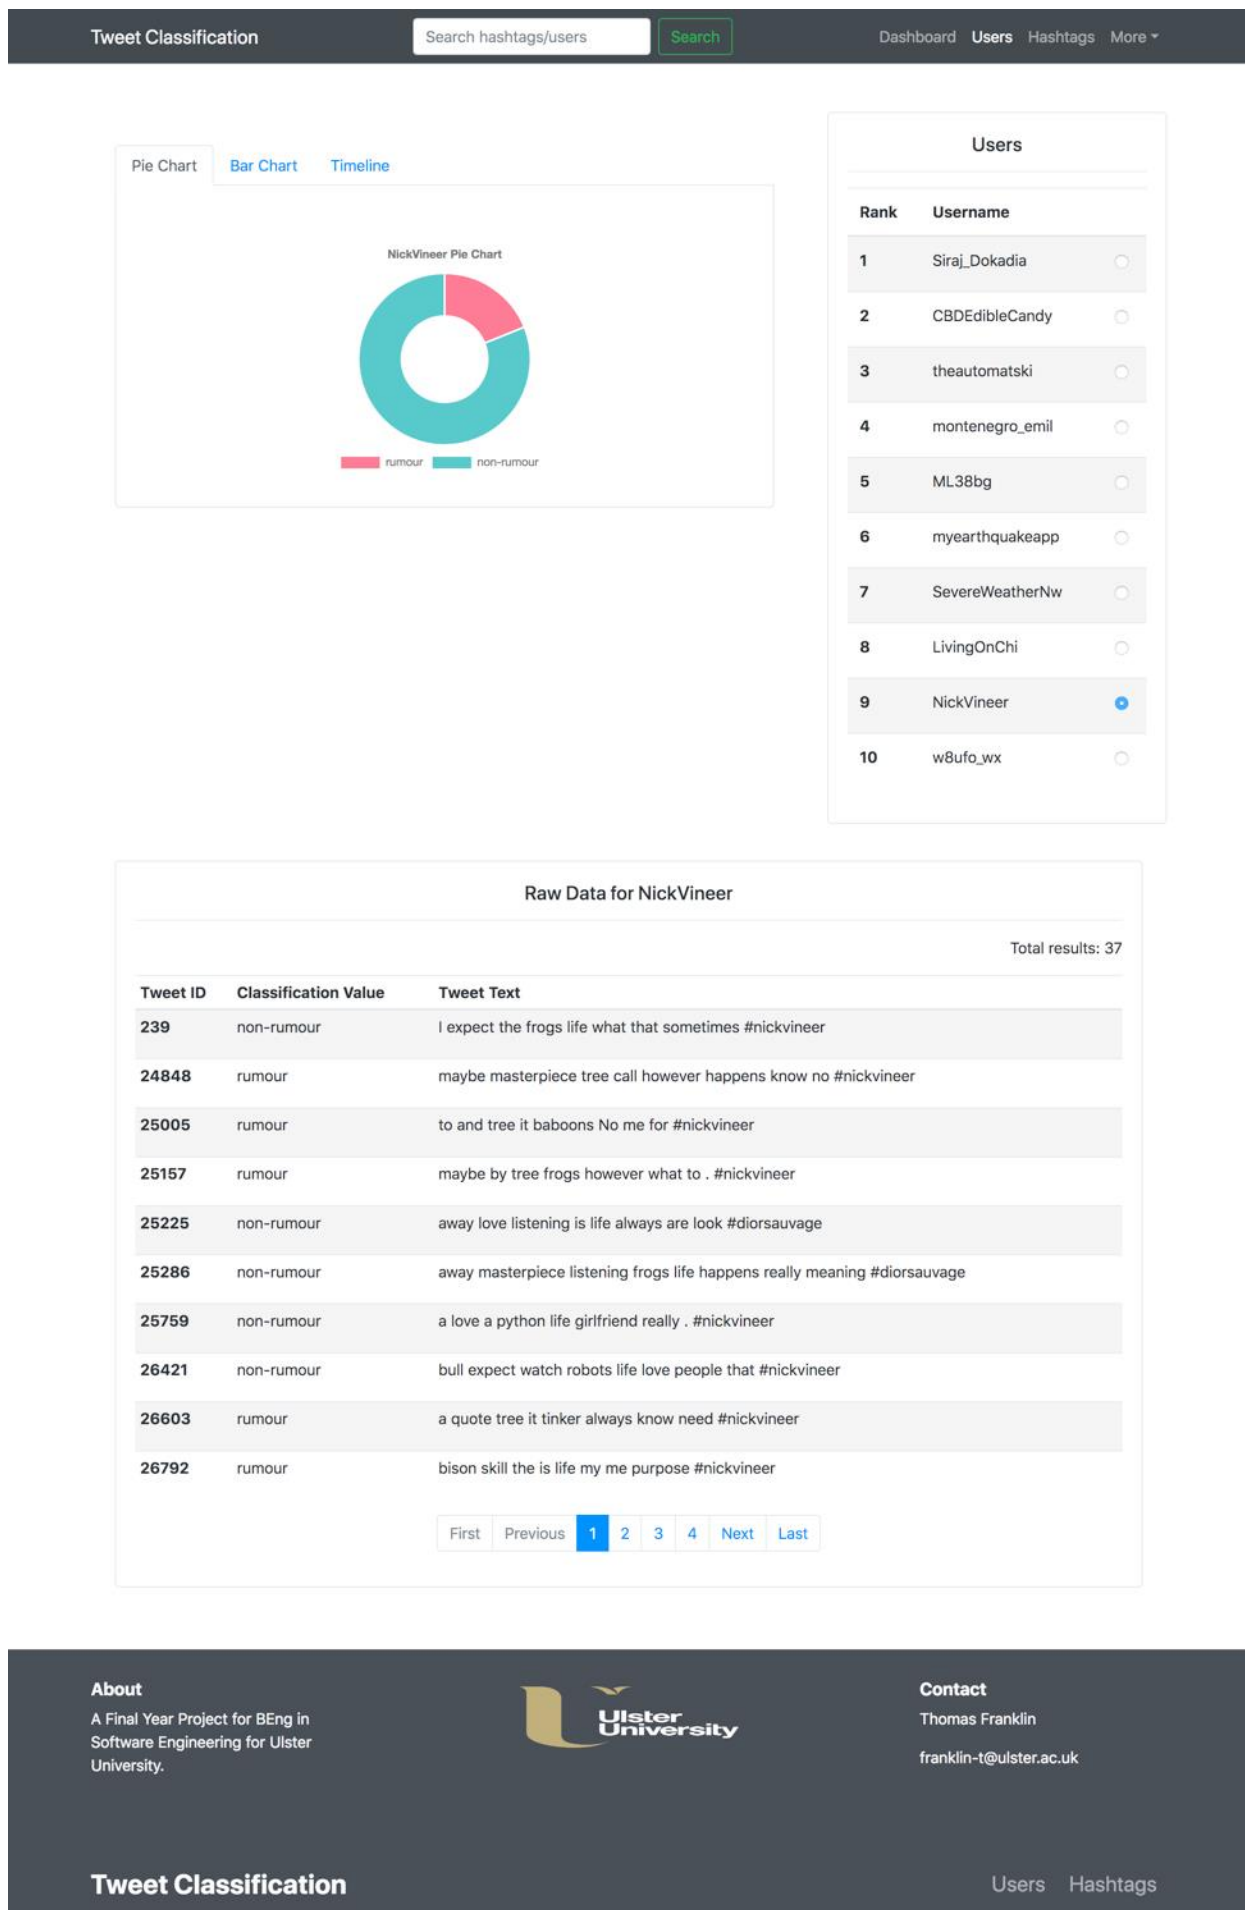 Tweet Classification
Search hashtags/users
Search
Dashboard Users Hashtags More
Pie Chart Bar Chart Timeline
NickVineer Pie Chart
rumour non-rumour
Users
Rank Username
1 Siraj_Dokadia
2 CBDEdibleCandy
3 theautomatski
4 montenegro_emil
5 ML38bg
6 myearthquakeapp
7 SevereWeatherNw
8 LivingOnChi
9 NickVineer
10 w8ufo_wx
Raw Data for NickVineer
Total results: 37
Tweet ID Classification Value Tweet Text
239 non-rumour I expect the frogs life what that sometimes #nickvineer
24848 rumour maybe masterpiece tree call however happens know no #nickvineer
25005 rumour to and tree it baboons No me for #nickvineer
25157 rumour maybe by tree frogs however what to . #nickvineer
25225 non-rumour away love listening is life always are look #diorsauvage
25286 non-rumour away masterpiece listening frogs life happens really meaning #diorsauvage
25759 non-rumour a love a python life girlfriend really . #nickvineer
26421 non-rumour bull expect watch robots life love people that #nickvineer
26603 rumour a quote tree it tinker always know need #nickvineer
26792 rumour bison skill the is life my me purpose #nickvineer
First Previous 1 2 3 4 Next Last
About
A Final Year Project for BEng in
Software Engineering for Ulster
University.
Ulster
University
Contact
Thomas Franklin
franklin-t@ulster.ac.uk
Tweet Classification
Users Hashtags